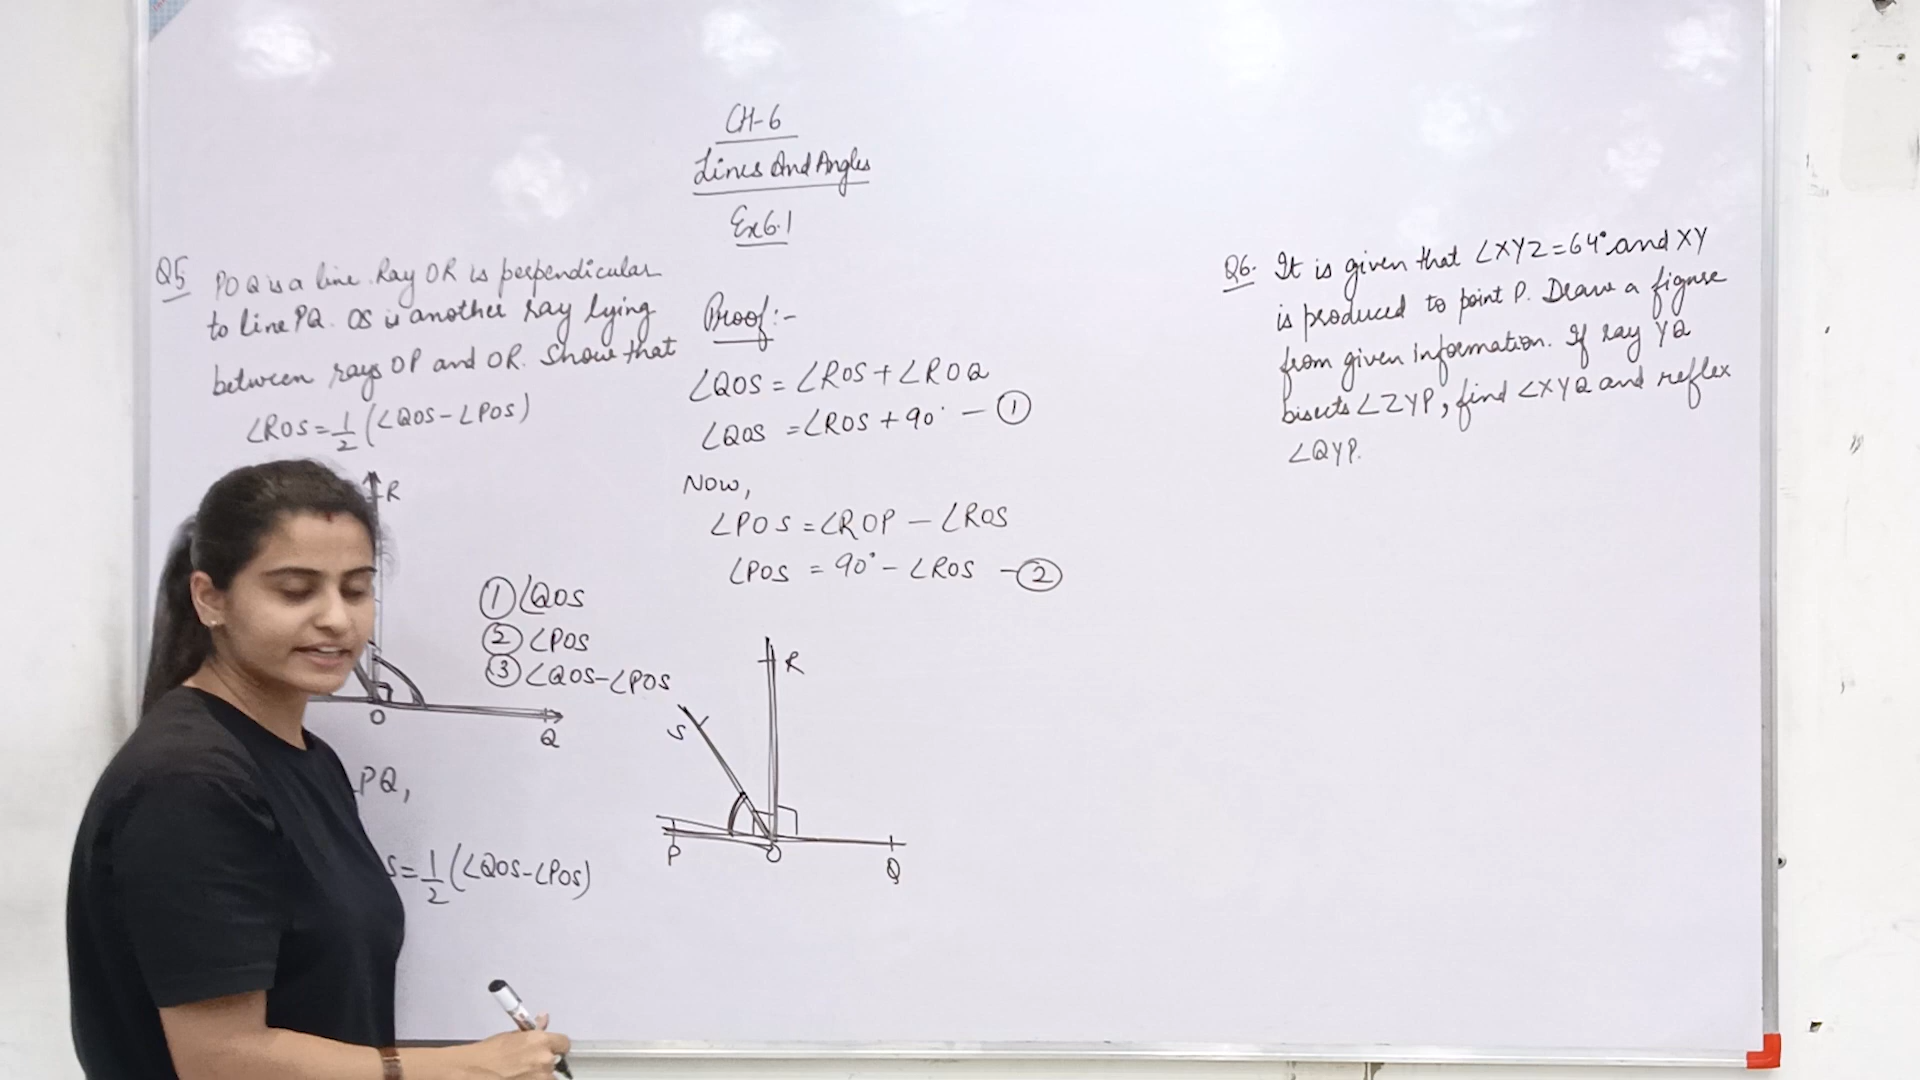 CH-6
Lines And Angles
Ex 6.1
Q5 POQ is a line. Ray OR is perpendicular
to line PQ. OS is another ray lying
between rays OP and OR. Show that
∠ROS = 1/2 (∠QOS - ∠POS)
R
O
Q
① ∠QOS
② ∠POS
③ ∠QOS - ∠POS
PQ,
S = 1/2 (∠QOS - ∠POS)
Proof:-
∠QOS = ∠ROS + ∠ROQ
∠QOS = ∠ROS + 90° - ①
Now,
∠POS = ∠ROP - ∠ROS
∠POS = 90° - ∠ROS - ②
R
S
P
O
Q
Q6. It is given that ∠XYZ = 64° and XY
is produced to point P. Draw a figure
from given information. If ray YQ
bisects ∠ZYP, find ∠XYQ and reflex
∠QYP.